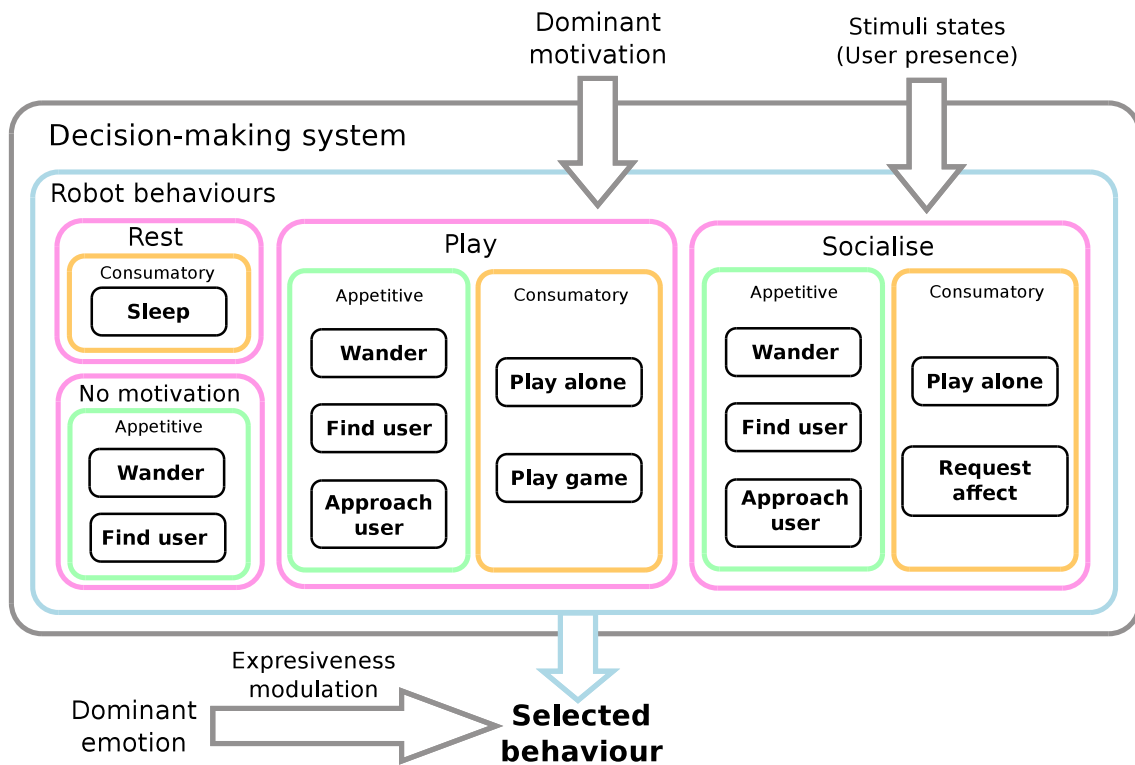 Dominant
motivation
Stimuli states
(User presence)
Decision-making system
Robot behaviours
Rest
Consumatory
Sleep
No motivation
Appetitive
Wander
Find user
Play
Appetitive
Wander
Find user
Approach
user
Consumatory
Play alone
Play game
Socialise
Appetitive
Wander
Find user
Approach
user
Consumatory
Play alone
Request
affect
Expresiveness
modulation
Dominant
emotion
Selected
behaviour